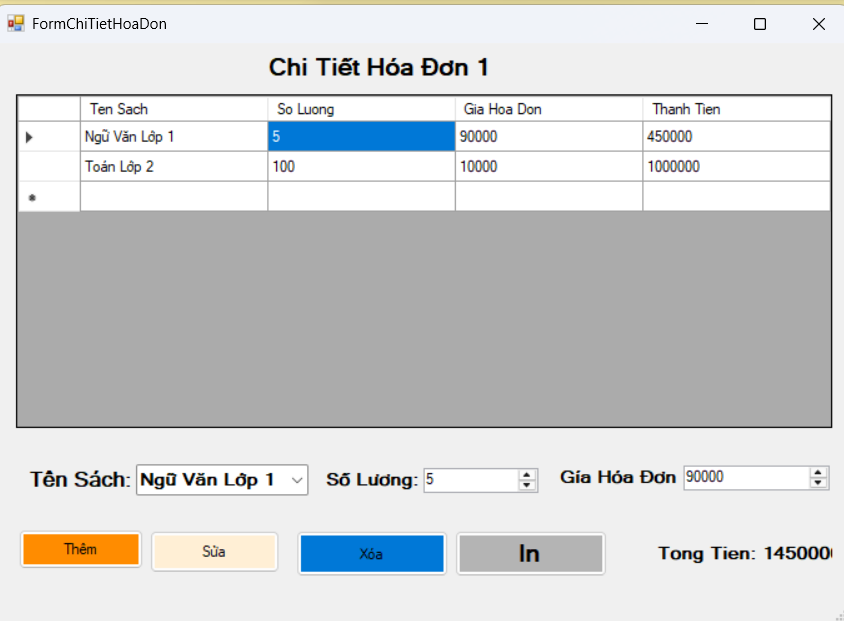 FormChiTietHoaDon
Chi Tiết Hóa Đơn 1
Ten Sach So Luong Gia Hoa Don Thanh Tien
Ngữ Văn Lớp 1 5 90000 450000
Toán Lớp 2 100 10000 1000000
Tên Sách: Ngữ Văn Lớp 1 Số Lương: 5 Gía Hóa Đơn 90000
Thêm Sửa Xóa In Tong Tien: 1450000